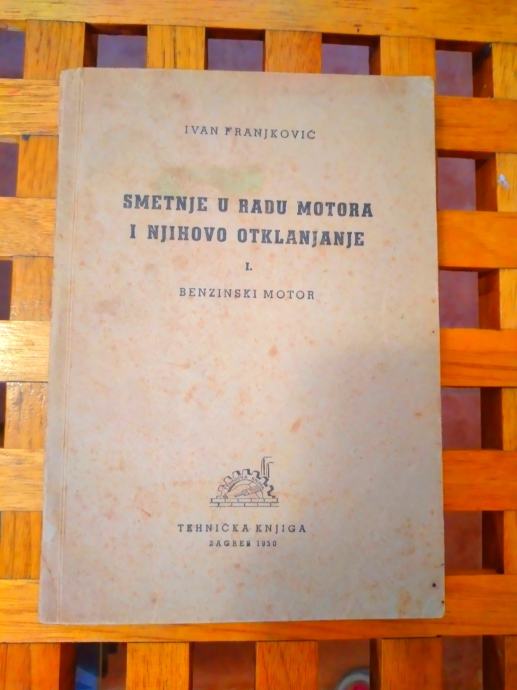 IVAN FRANJKOVIĆ
SMETNJE U RADU MOTORA
I NJIHOVO OTKLANJANJE
I.
BENZINSKI MOTOR
TEHNIČKA KNJIGA
ZAGREB 1950